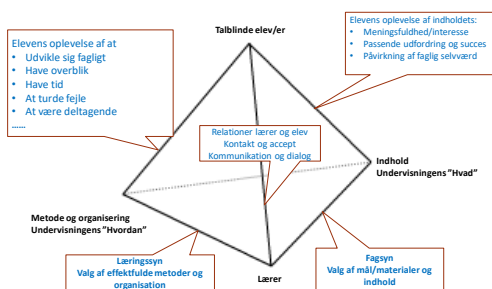 Talblinde elev/er
Elevens oplevelse af at
• Udvikle sig fagligt
• Have overblik
• Have tid
• At turde fejle
• At være deltagende
......
Elevens oplevelse af indholdets:
• Meningsfuldhed/interesse
• Passende udfordring og succes
• Påvirkning af faglig selvværd
Relationer lærer og elev
Kontakt og accept
Kommunikation og dialog
Indhold
Undervisningens "Hvad"
Metode og organisering
Undervisningens "Hvordan"
Læringssyn
Valg af effektfulde metoder og
organisation
Lærer
Fagsyn
Valg af mål/materialer og
indhold